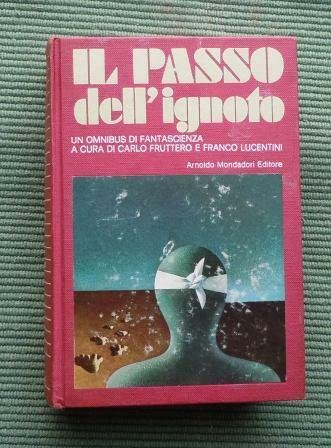 IL PASSO
dell'ignoto
UN OMNIBUS DI FANTASCIENZA
A CURA DI CARLO FRUTTERO E FRANCO LUCENTINI
Arnoldo Mondadori Editore